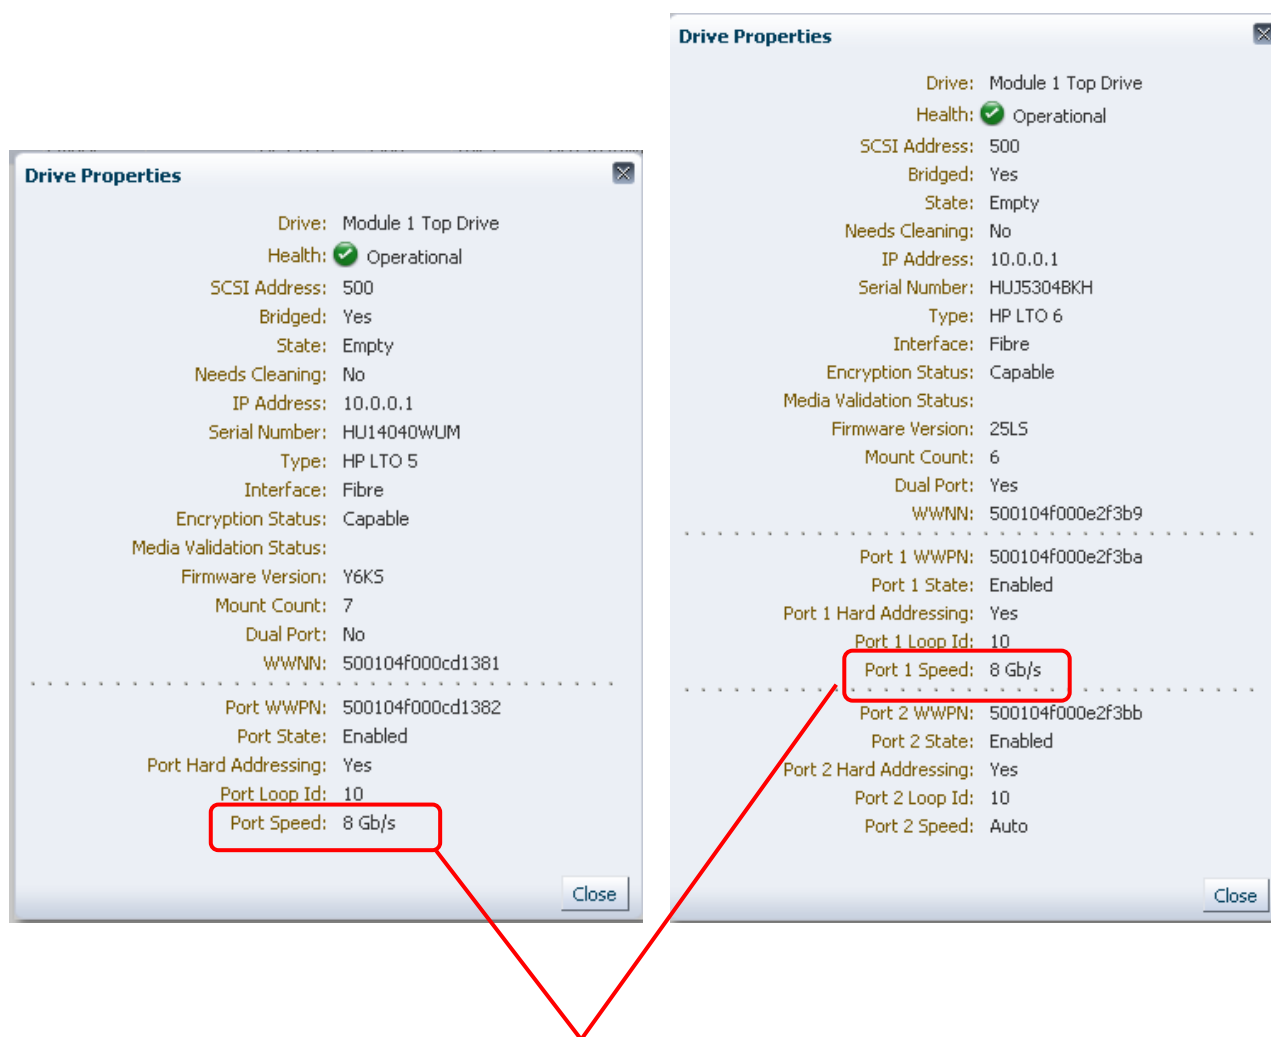 Drive Properties
Drive: Module 1 Top Drive
Health: Operational
SCSI Address: 500
Bridged: Yes
State: Empty
Needs Cleaning: No
IP Address: 10.0.0.1
Serial Number: HU14040WUM
Type: HP LTO 5
Interface: Fibre
Encryption Status: Capable
Media Validation Status:
Firmware Version: Y6KS
Mount Count: 7
Dual Port: No
WWNN: 500104f000cd1381
Port WWPN: 500104f000cd1382
Port State: Enabled
Port Hard Addressing: Yes
Port Loop Id: 10
Port Speed: 8 Gb/s
Close
Drive Properties
Drive: Module 1 Top Drive
Health: Operational
SCSI Address: 500
Bridged: Yes
State: Empty
Needs Cleaning: No
IP Address: 10.0.0.1
Serial Number: HUJ5304BKH
Type: HP LTO 6
Interface: Fibre
Encryption Status: Capable
Media Validation Status:
Firmware Version: 25LS
Mount Count: 6
Dual Port: Yes
WWNN: 500104f000e2f3b9
Port 1 WWPN: 500104f000e2f3ba
Port 1 State: Enabled
Port 1 Hard Addressing: Yes
Port 1 Loop Id: 10
Port 1 Speed: 8 Gb/s
Port 2 WWPN: 500104f000e2f3bb
Port 2 State: Enabled
Port 2 Hard Addressing: Yes
Port 2 Loop Id: 10
Port 2 Speed: Auto
Close